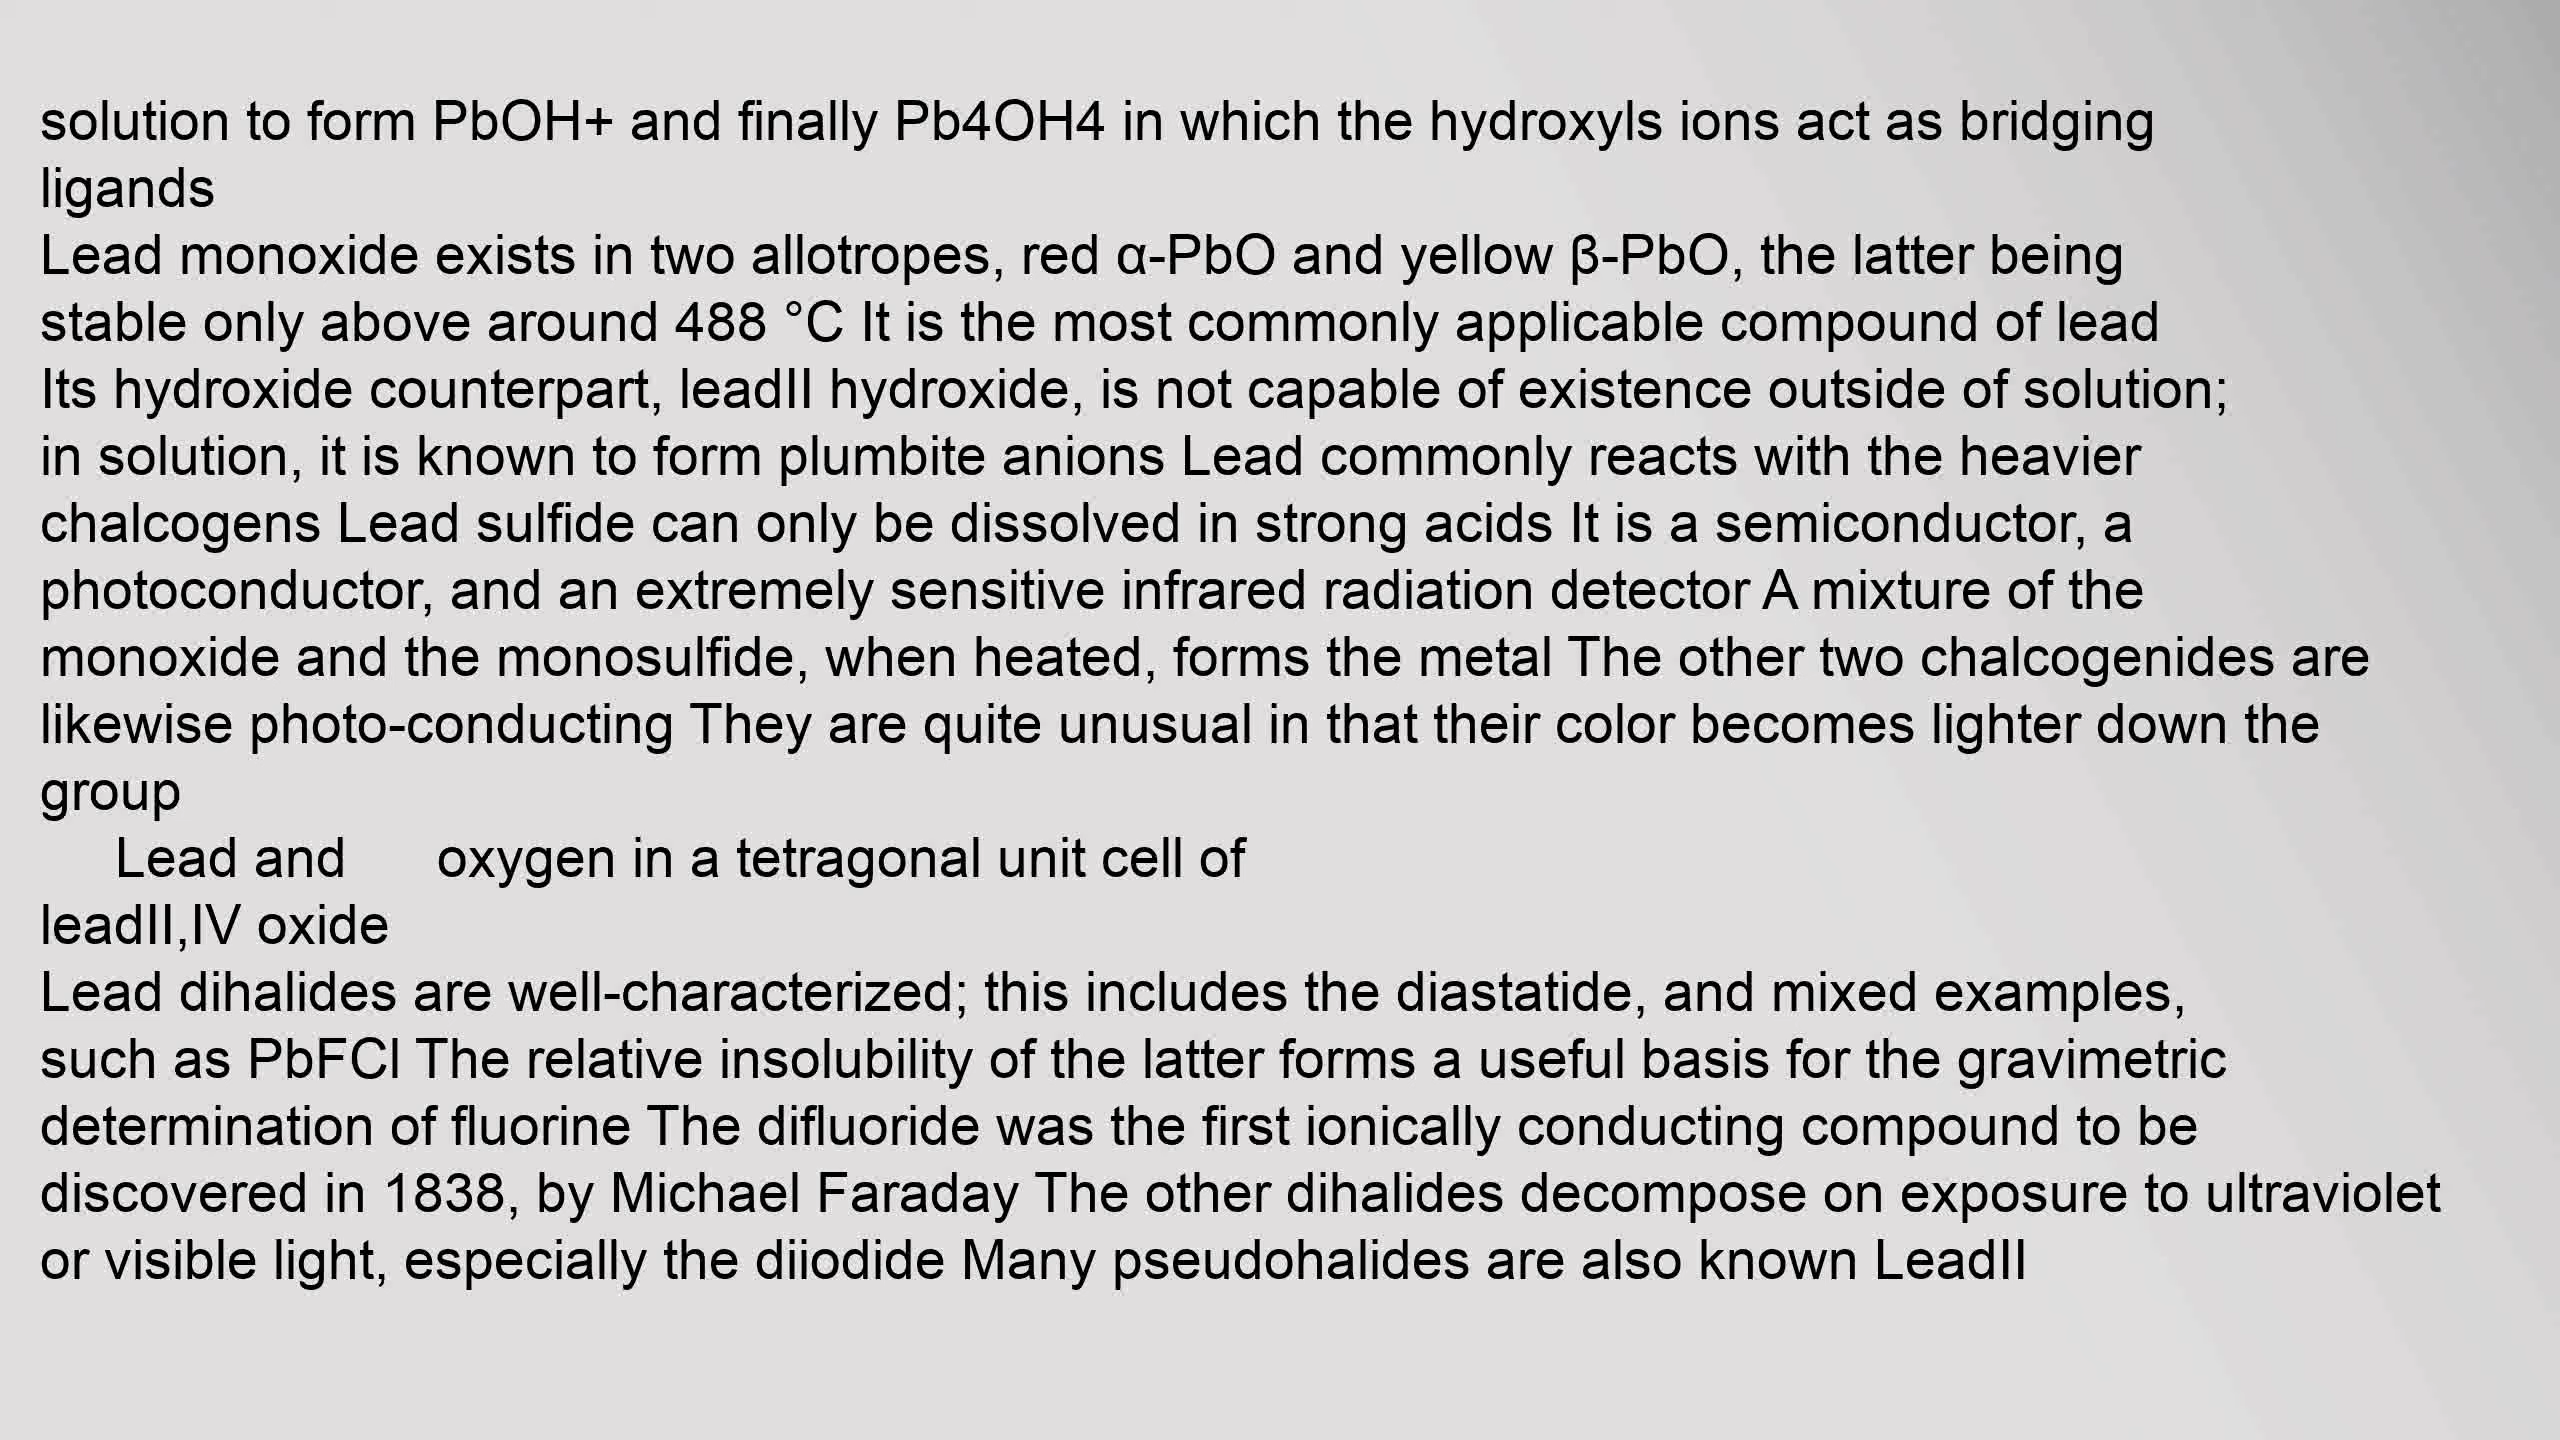 solution to form PbOH+ and finally Pb4OH4 in which the hydroxyls ions act as bridging
ligands
Lead monoxide exists in two allotropes, red α-PbO and yellow β-PbO, the latter being
stable only above around 488 °C It is the most commonly applicable compound of lead
Its hydroxide counterpart, leadII hydroxide, is not capable of existence outside of solution;
in solution, it is known to form plumbite anions Lead commonly reacts with the heavier
chalcogens Lead sulfide can only be dissolved in strong acids It is a semiconductor, a
photoconductor, and an extremely sensitive infrared radiation detector A mixture of the
monoxide and the monosulfide, when heated, forms the metal The other two chalcogenides are
likewise photo-conducting They are quite unusual in that their color becomes lighter down the
group
Lead and oxygen in a tetragonal unit cell of
leadII,IV oxide
Lead dihalides are well-characterized; this includes the diastatide, and mixed examples,
such as PbFCl The relative insolubility of the latter forms a useful basis for the gravimetric
determination of fluorine The difluoride was the first ionically conducting compound to be
discovered in 1838, by Michael Faraday The other dihalides decompose on exposure to ultraviolet
or visible light, especially the diiodide Many pseudohalides are also known LeadII